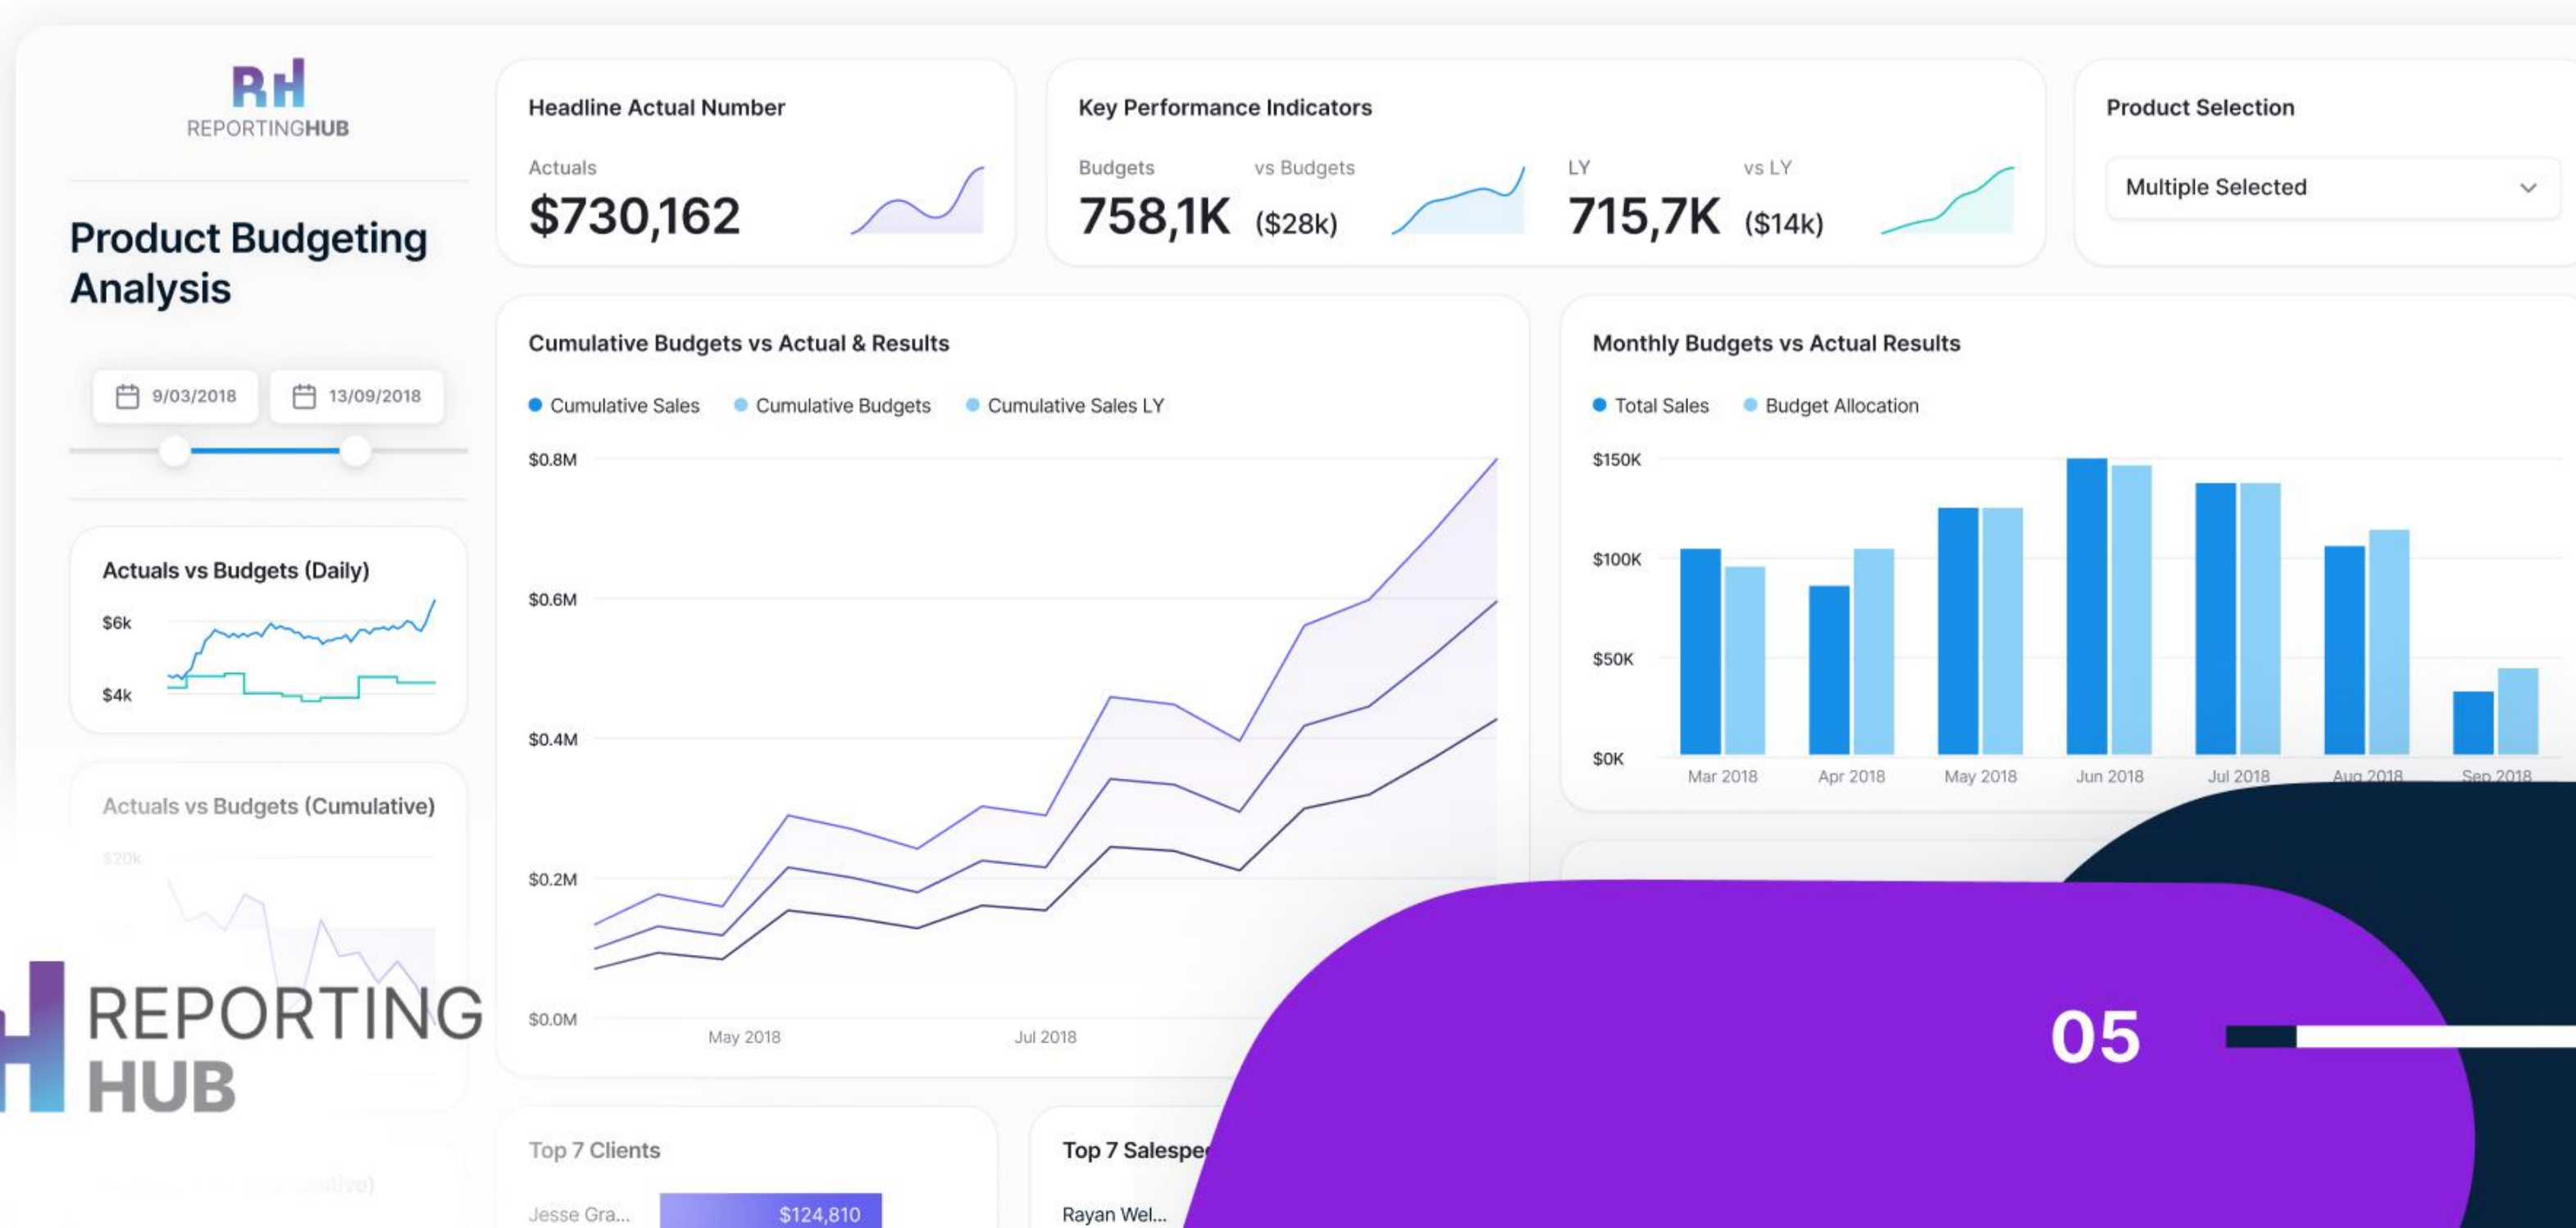 RH
REPORTINGHUB
Product Budgeting
Analysis
9/03/2018
13/09/2018
Actuals vs Budgets (Daily)
$6k
$4k
Actuals vs Budgets (Cumulative)
$20k
REPORTING
HUB
Headline Actual Number
Actuals
$730,162
Key Performance Indicators
Budgets
vs Budgets
758,1K
($28k)
LY
vs LY
715,7K
($14k)
Product Selection
Multiple Selected
Cumulative Budgets vs Actual & Results
Cumulative Sales
Cumulative Budgets
Cumulative Sales LY
$0.8M
$0.6M
$0.4M
$0.2M
$0.0M
May 2018
Jul 2018
Monthly Budgets vs Actual Results
Total Sales
Budget Allocation
$150K
$100K
$50K
$0K
Mar 2018
Apr 2018
May 2018
Jun 2018
Jul 2018
Aug 2018
Sep 2018
Top 7 Clients
Jesse Gra...
$124,810
Top 7 Salespe
Rayan Wel...
05